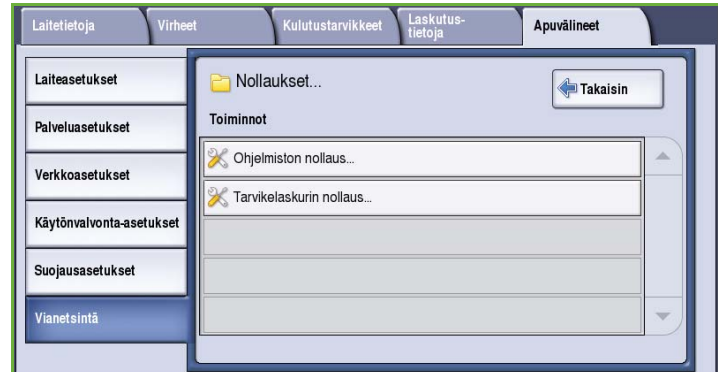 Laitetietoja
Virheet
Kulutustarvikkeet
Laskutus-
tietoja
Apuvälineet
Laiteasetukset
Palveluasetukset
Verkkoasetukset
Käytönvalvonta-asetukset
Suojausasetukset
Vianetsintä
Nollaukset...
Takaisin
Toiminnot
Ohjelmiston nollaus...
Tarvikelaskurin nollaus...